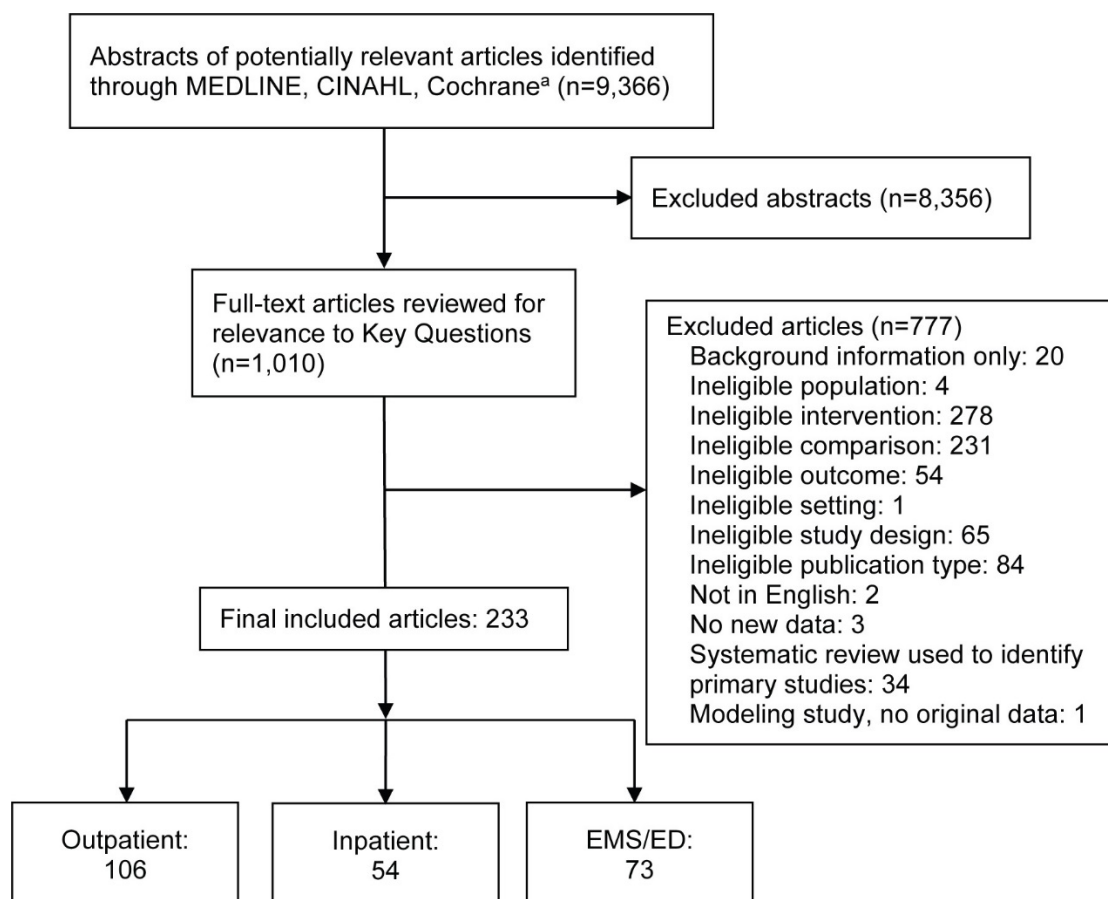 Abstracts of potentially relevant articles identified
through MEDLINE, CINAHL, Cochraneᵃ (n=9,366)
Excluded abstracts (n=8,356)
Full-text articles reviewed for
relevance to Key Questions
(n=1,010)
Excluded articles (n=777)
Background information only: 20
Ineligible population: 4
Ineligible intervention: 278
Ineligible comparison: 231
Ineligible outcome: 54
Ineligible setting: 1
Ineligible study design: 65
Ineligible publication type: 84
Not in English: 2
No new data: 3
Systematic review used to identify
primary studies: 34
Modeling study, no original data: 1
Final included articles: 233
Outpatient:
106
Inpatient:
54
EMS/ED:
73